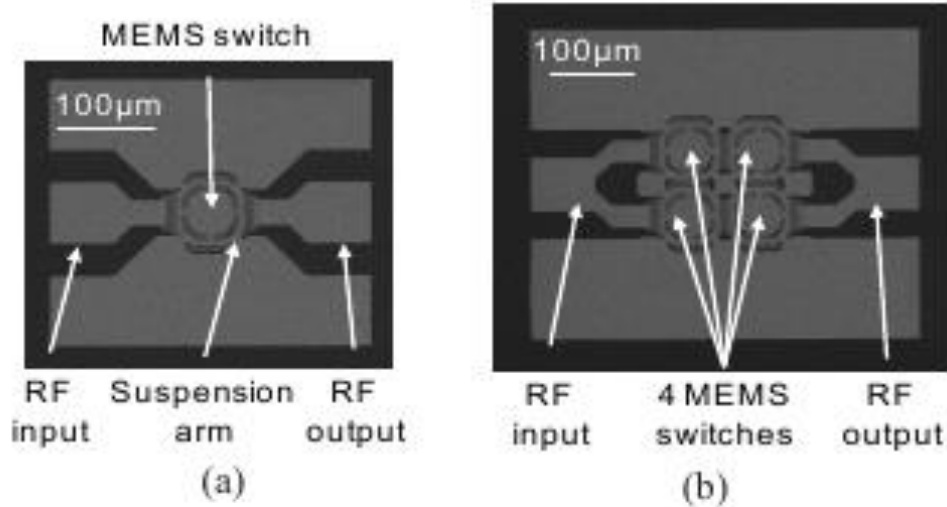 MEMS switch
100µm
RF input
Suspension arm
RF output
(a)
100µm
RF input
4 MEMS switches
RF output
(b)